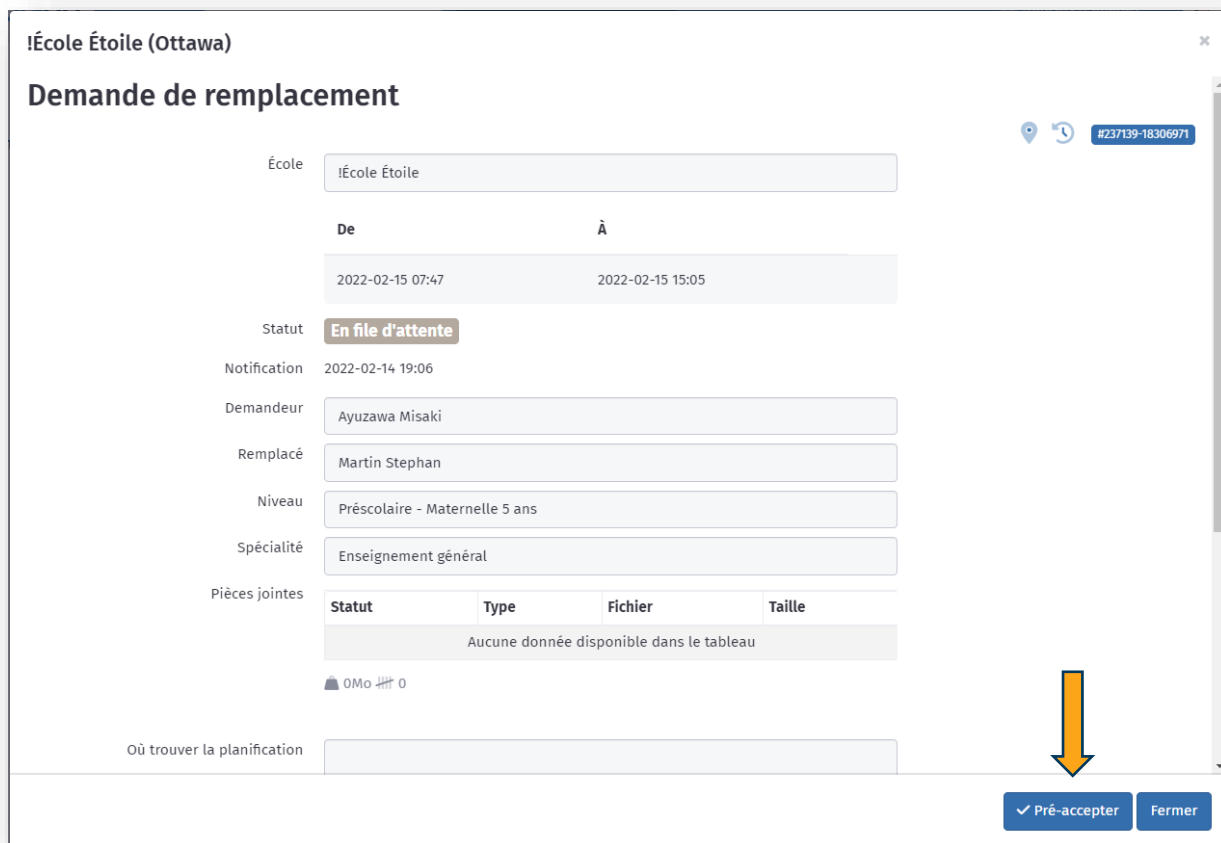 !École Étoile (Ottawa)
×
Demande de remplacement
#237139-18306971
École
!École Étoile
De À
2022-02-15 07:47 2022-02-15 15:05
Statut En file d'attente
Notification 2022-02-14 19:06
Demandeur Ayuzawa Misaki
Remplacé Martin Stephan
Niveau Préscolaire - Maternelle 5 ans
Spécialité Enseignement général
Pièces jointes
Statut Type Fichier Taille
Aucune donnée disponible dans le tableau
0Mo 0
Où trouver la planification
Pré-accepter Fermer